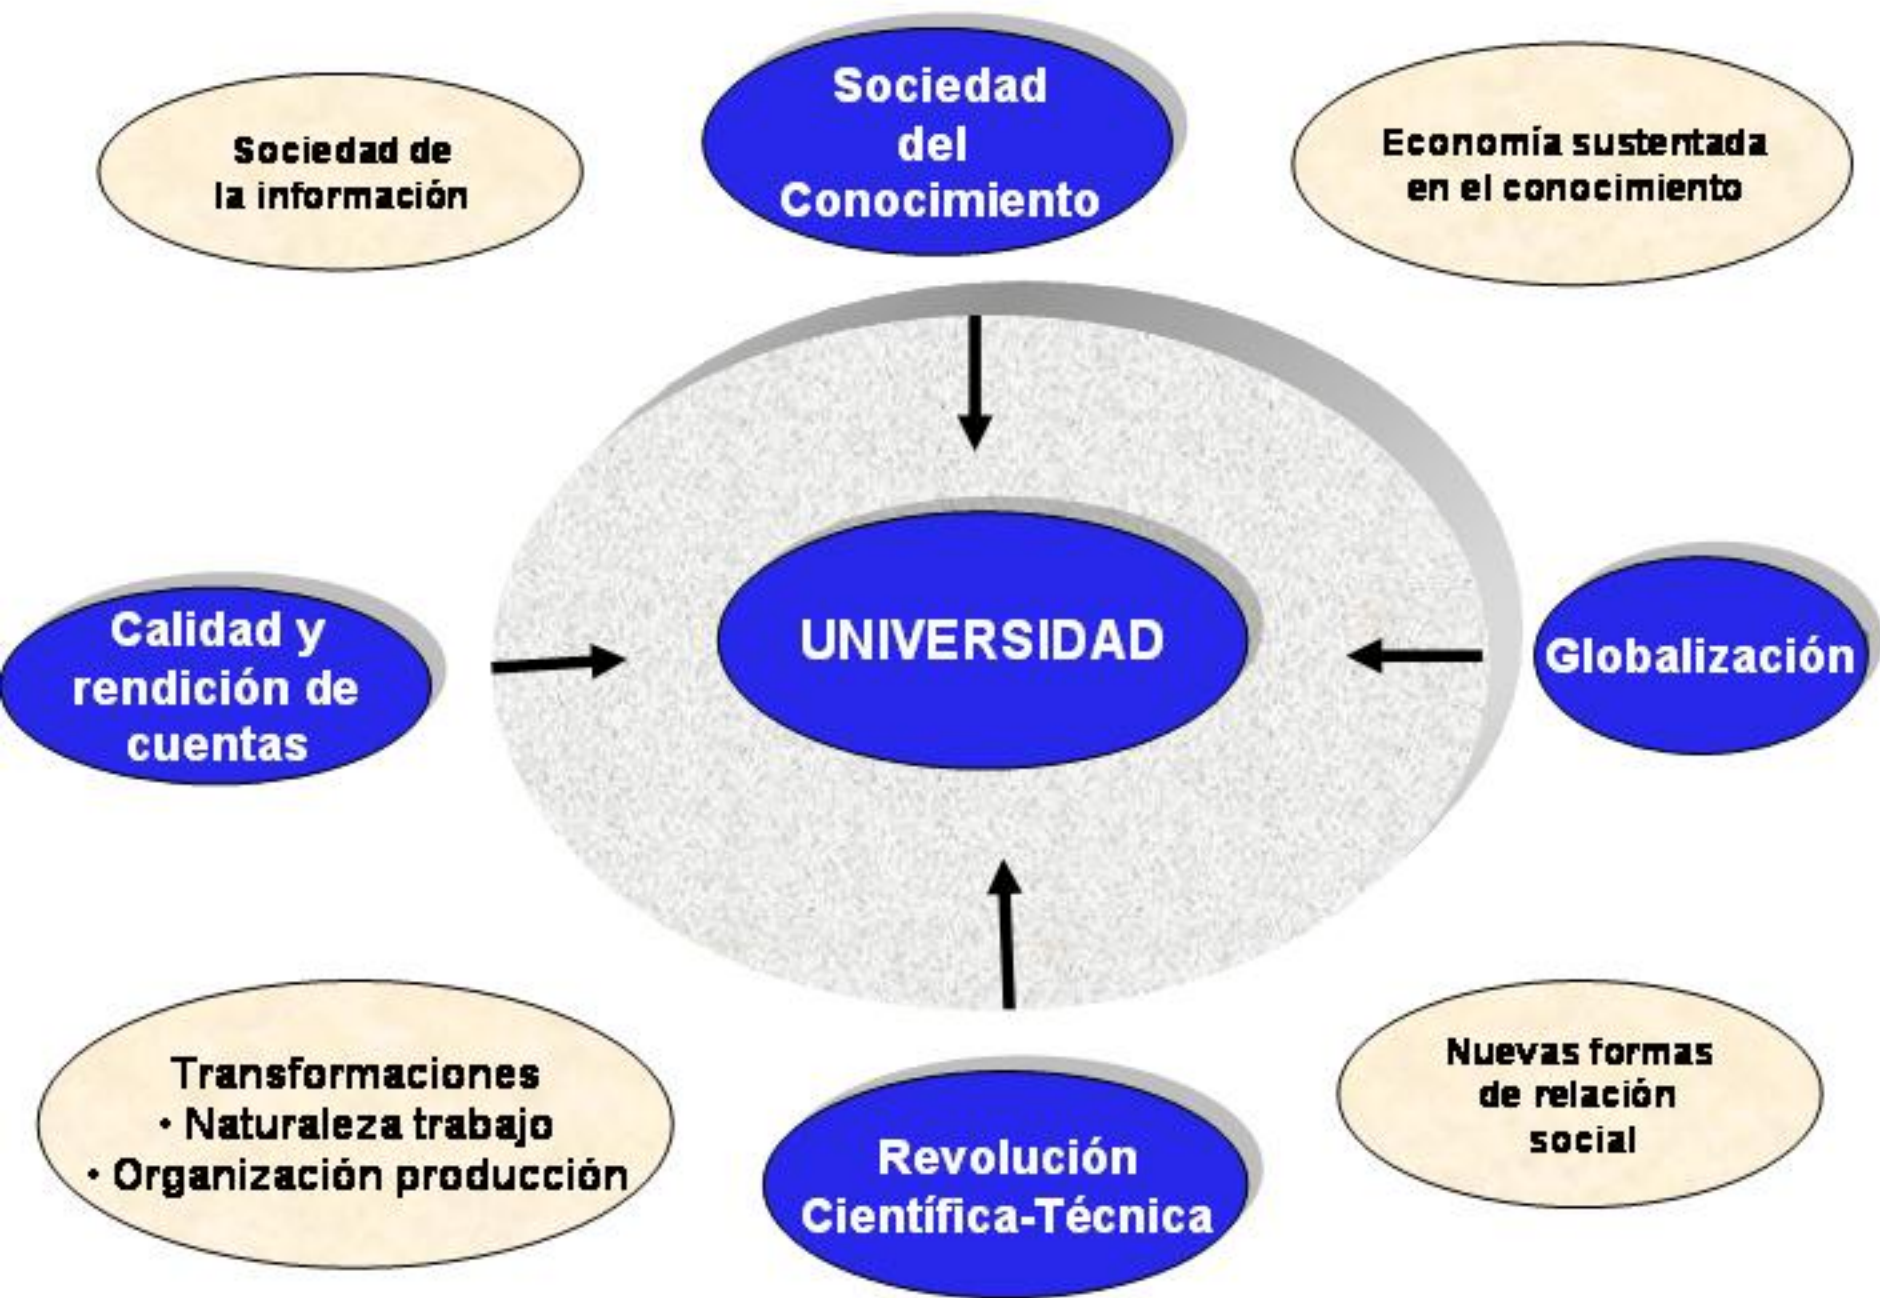 Sociedad de
la información
Sociedad
del
Conocimiento
Economía sustentada
en el conocimiento
Calidad y
rendición de
cuentas
UNIVERSIDAD
Globalización
Transformaciones
• Naturaleza trabajo
• Organización producción
Revolución
Científica-Técnica
Nuevas formas
de relación
social